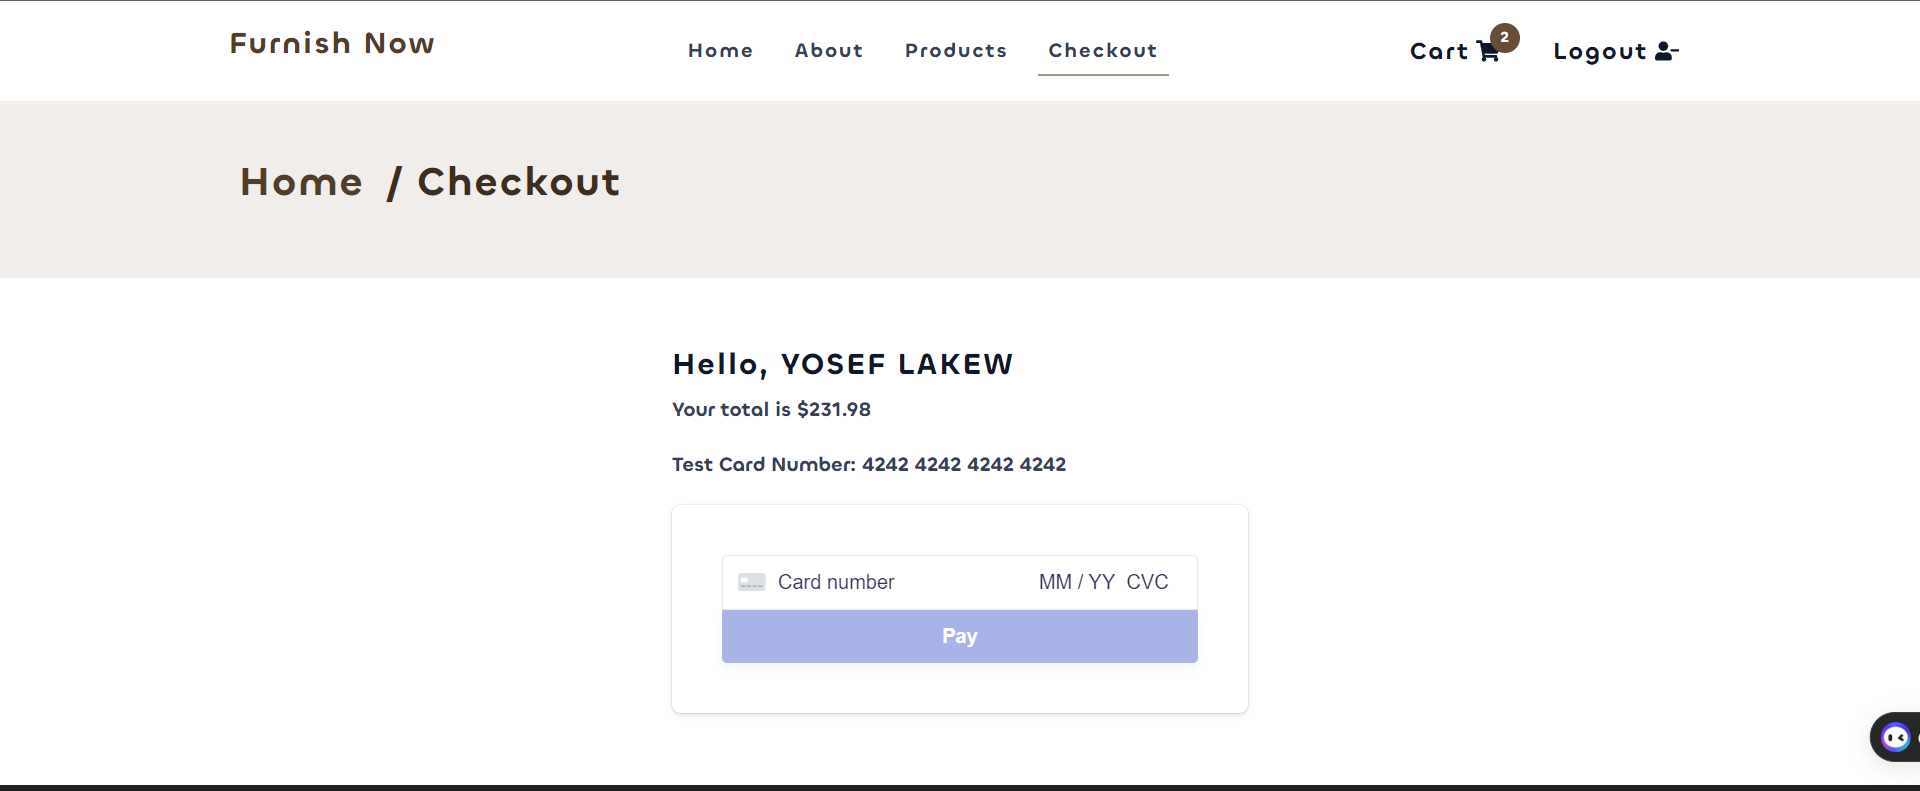 Furnish Now
Home About Products Checkout
Cart 2 Logout
Home / Checkout
Hello, YOSEF LAKEW
Your total is $231.98
Test Card Number: 4242 4242 4242 4242
Card number MM / YY CVC
Pay